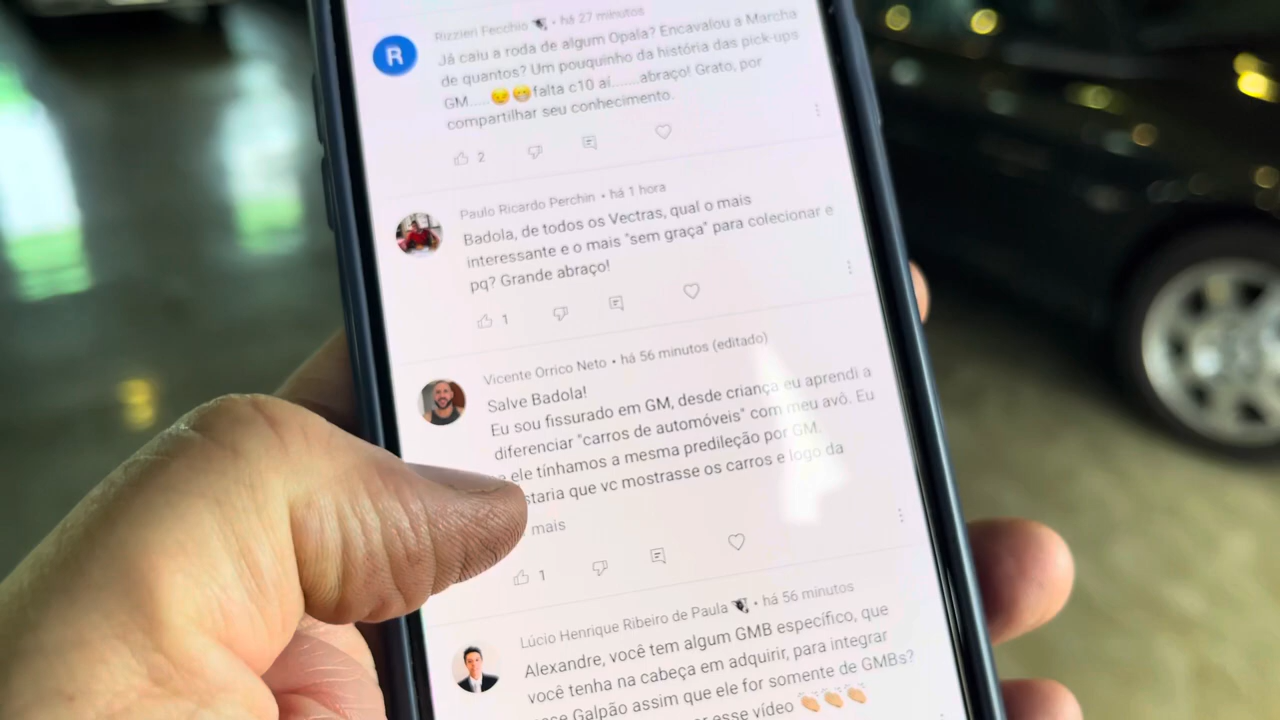 Rizzieri Fecchio • há 27 minutos
Já caiu a roda de algum Opala? Encavalou a Marcha
de quantos? Um pouquinho da história das pick-ups
GM.....😉😁falta c10 aí.......abraço! Grato, por
compartilhar seu conhecimento.
2
Paulo Ricardo Perchin • há 1 hora
Badola, de todos os Vectras, qual o mais
interessante e o mais "sem graça" para colecionar e
pq? Grande abraço!
1
Vicente Orrico Neto • há 56 minutos (editado)
Salve Badola!
Eu sou fissurado em GM, desde criança eu aprendi a
diferenciar "carros de automóveis" com meu avô. Eu
e ele tínhamos a mesma predileção por GM.
staria que vc mostrasse os carros e logo da
mais
1
Lúcio Henrique Ribeiro de Paula • há 56 minutos
Alexandre, você tem algum GMB específico, que
você tenha na cabeça em adquirir, para integrar
sse Galpão assim que ele for somente de GMBs?
esse vídeo 👏🏼👏🏼👏🏼
R